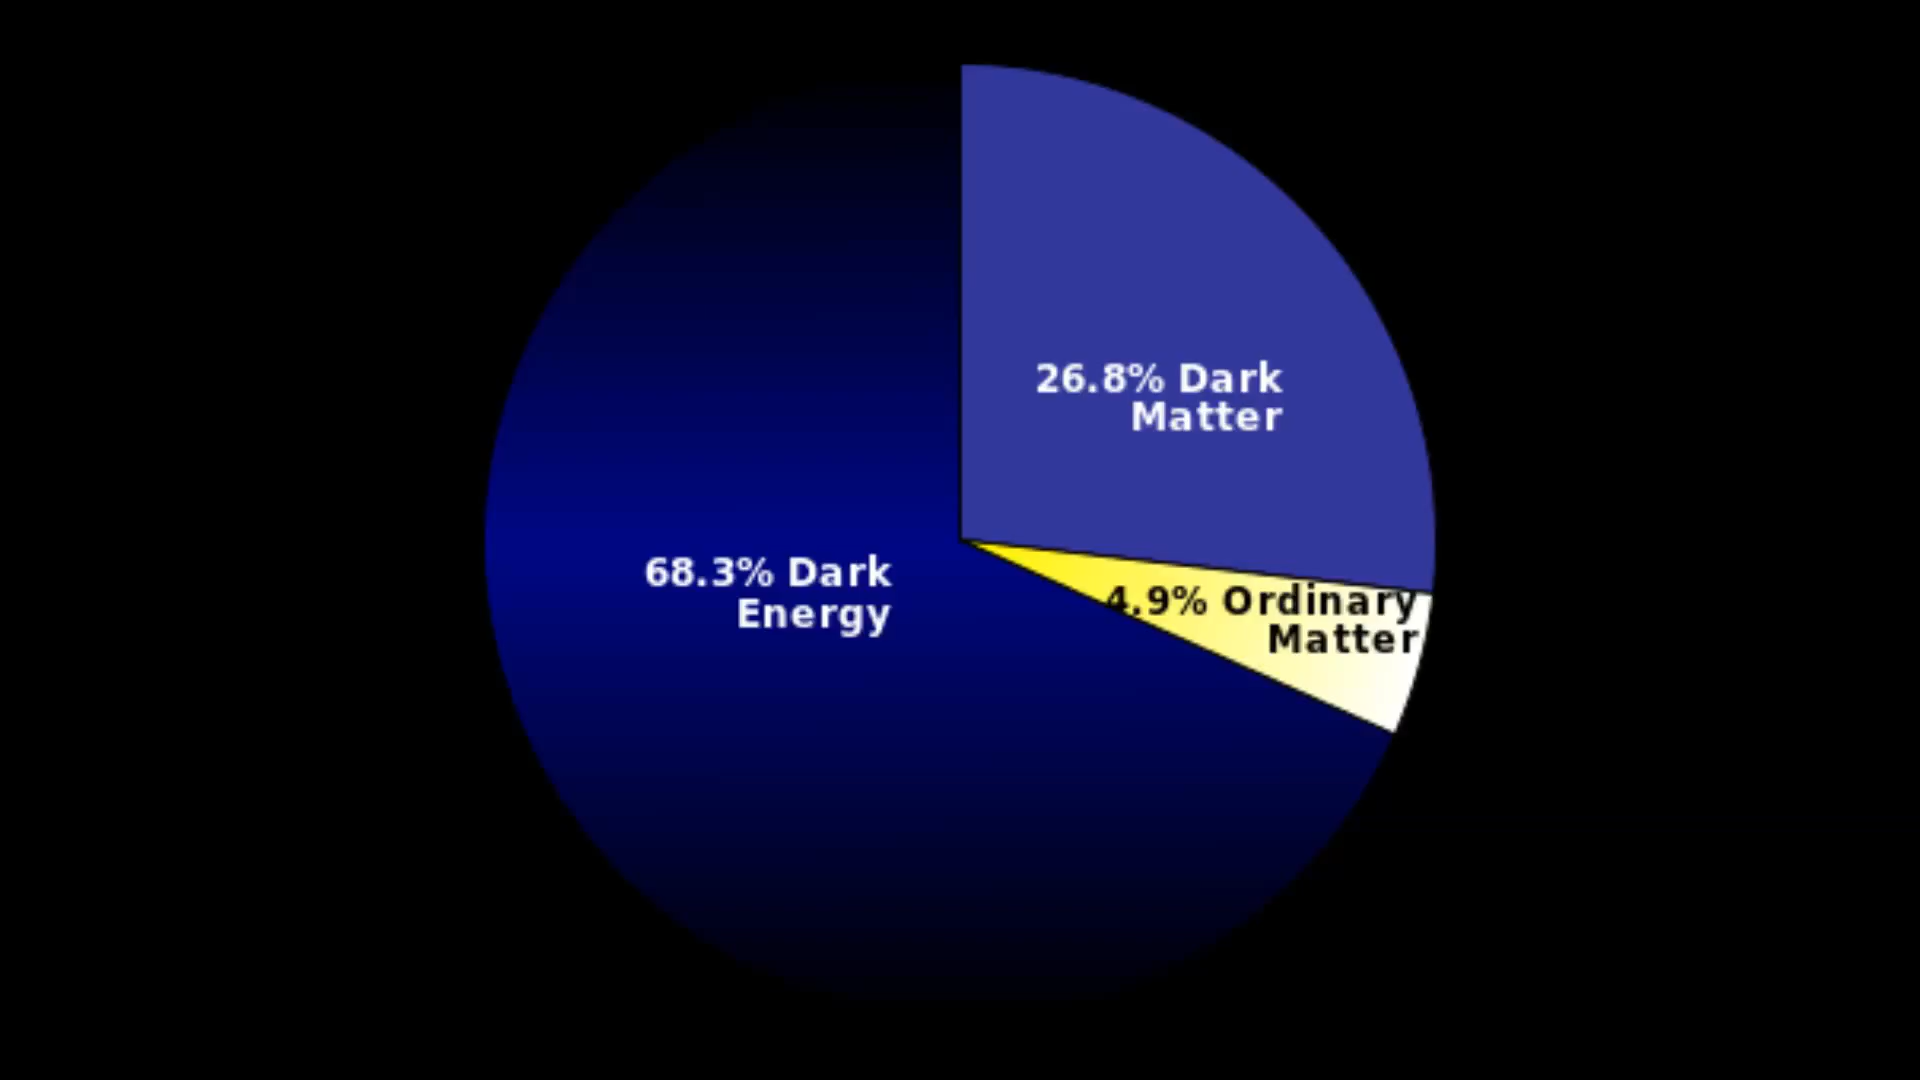 26.8% Dark
Matter
68.3% Dark
Energy
4.9% Ordinary
Matter